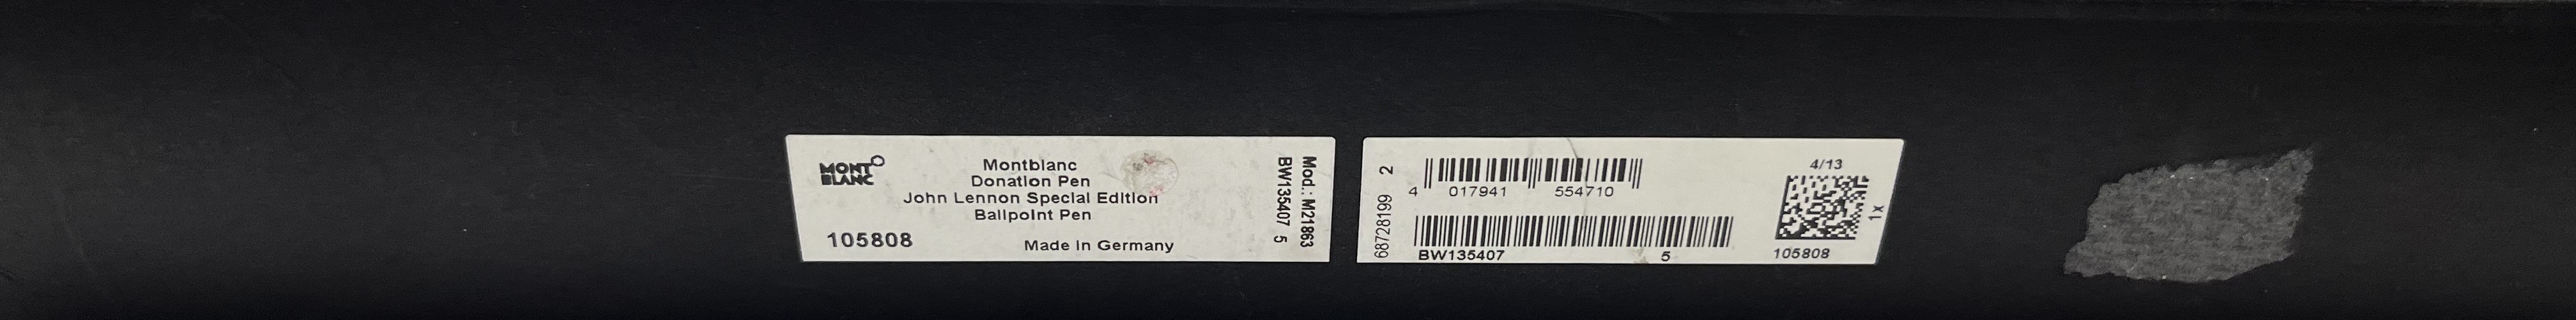 MONT
BLANC
Montblanc
Donation Pen
John Lennon Special Edition
Ballpoint Pen
105808
Made in Germany
Mod.: M21863
BW135407 5
68728199 2
4 017941 554710
BW135407 5
4/13
1x
105808